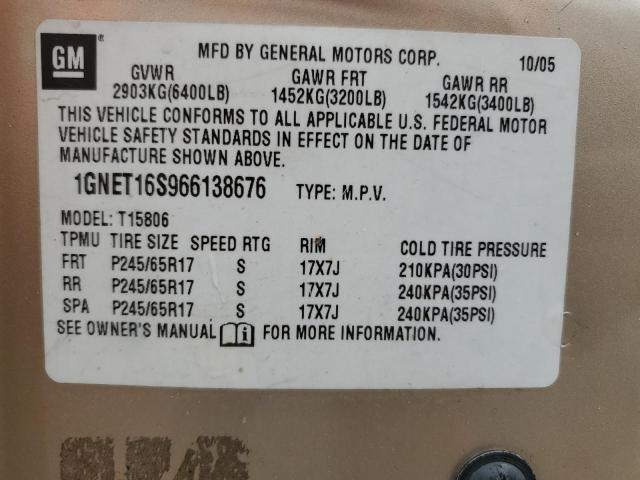 GM
MFD BY GENERAL MOTORS CORP. 10/05
GVWR GAWR FRT GAWR RR
2903KG(6400LB) 1452KG(3200LB) 1542KG(3400LB)
THIS VEHICLE CONFORMS TO ALL APPLICABLE U.S. FEDERAL MOTOR
VEHICLE SAFETY STANDARDS IN EFFECT ON THE DATE OF
MANUFACTURE SHOWN ABOVE.
1GNET16S966138676 TYPE: M.P.V.
MODEL: T15806
TPMU TIRE SIZE SPEED RTG RIM COLD TIRE PRESSURE
FRT P245/65R17 S 17X7J 210KPA(30PSI)
RR P245/65R17 S 17X7J 240KPA(35PSI)
SPA P245/65R17 S 17X7J 240KPA(35PSI)
SEE OWNER'S MANUAL FOR MORE INFORMATION.